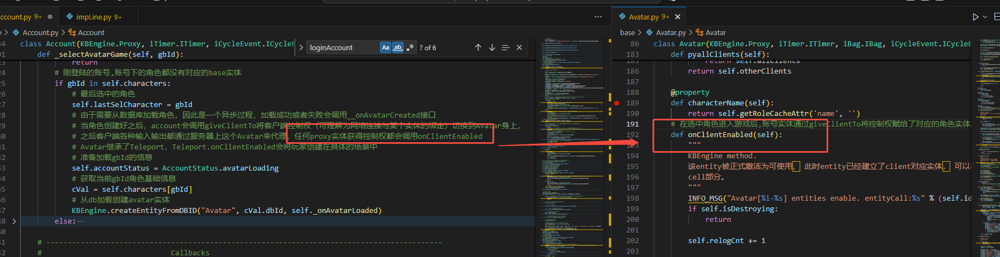 Account.py 9+
impLine.py 9+
e > Account.py > Account
44 class Account(KBEngine.Proxy, iTimer.ITimer, iCycleEvent.ICycleE
01 def _selectAvatarGame(self, gbId):
loginAccount
Aa ab .* ? of 6
23 return
24 # 刚登陆的账号,账号下的角色都没有对应的base实体
25 if gbId in self.characters:
26 # 最后选中的角色
27 self.lastSelCharacter = gbId
28 # 由于需要从数据库加载角色，因此是一个异步过程，加载成功或者失败会调用__onAvatarCreated接口
29 # 当角色创建好之后，account会调用giveClientTo将客户端控制权（可理解为网络连接与某个实体的绑定）切换到Avatar身上，
30 # 之后客户端各种输入输出都通过服务器上这个Avatar来代理，任何proxy实体获得控制权都会调用onClientEnabled
31 # Avatar继承了Teleport，Teleport.onClientEnabled会将玩家创建在具体的场景中
32 # 准备加载gbId的信息
33 self.accountStatus = AccountStatus.avatarLoading
34 # 获取当前gbId角色基础信息
35 cVal = self.characters[gbId]
36 # 从db加载创建avatar实体
37 KBEngine.createEntityFromDBID("Avatar", cVal.dbId, self._onAvatarLoaded)
38 else: ...
40
41 # --------------------------------------------------------------------------------------------
42 # Callbacks
Avatar.py 9+
base > Avatar.py > Avatar
86 class Avatar(KBEngine.Proxy, iTimer.ITimer, iBag.IBag, iCycleEvent.ICycleE
183 def pyallClients(self):
185 return self.allClients
186 return self.otherClients
187
188 @property
189 def characterName(self):
190 return self.getRoleCacheAttr('name', '')
191 # 在选中角色进入游戏后,账号实体通过giveClientTo将控制权赋给了对应的角色实体
192 def onClientEnabled(self):
193 """
194 KBEngine method.
195 该entity被正式激活为可使用， 此时entity已经建立了client对应实体， 可以在
196 cell部分。
197 """
198 INFO_MSG("Avatar[%i-%s] entities enable. entityCall:%s" % (self.id
199 if self.isDestroying:
200 return
201
202 self.relogCnt += 1
203